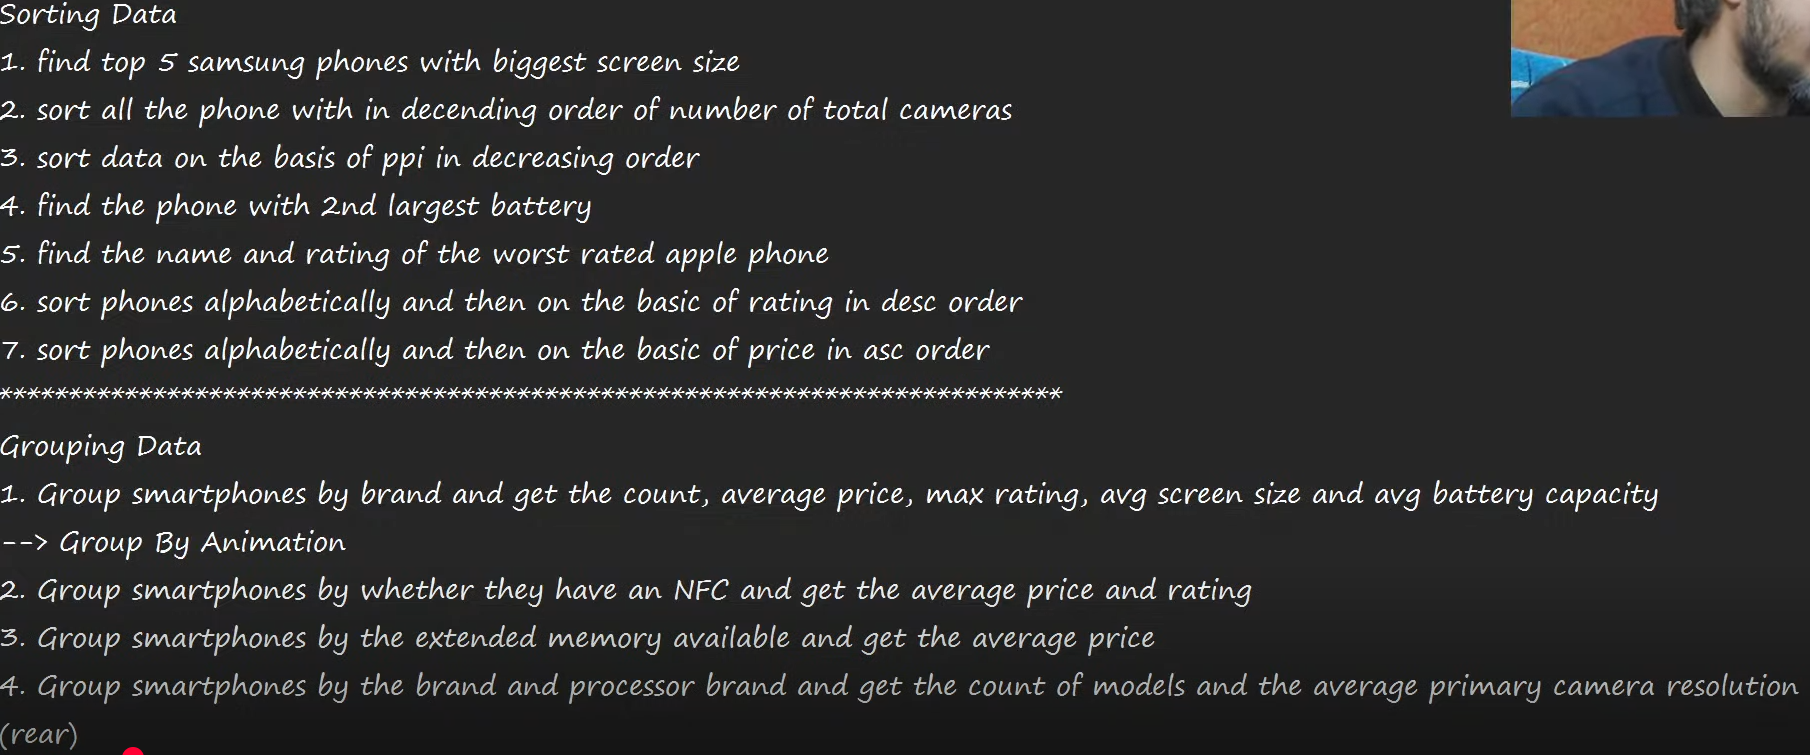 Sorting Data
1. find top 5 samsung phones with biggest screen size
2. sort all the phone with in decending order of number of total cameras
3. sort data on the basis of ppi in decreasing order
4. find the phone with 2nd largest battery
5. find the name and rating of the worst rated apple phone
6. sort phones alphabetically and then on the basic of rating in desc order
7. sort phones alphabetically and then on the basic of price in asc order
*******************************************************************************
Grouping Data
1. Group smartphones by brand and get the count, average price, max rating, avg screen size and avg battery capacity
--> Group By Animation
2. Group smartphones by whether they have an NFC and get the average price and rating
3. Group smartphones by the extended memory available and get the average price
4. Group smartphones by the brand and processor brand and get the count of models and the average primary camera resolution
(rear)